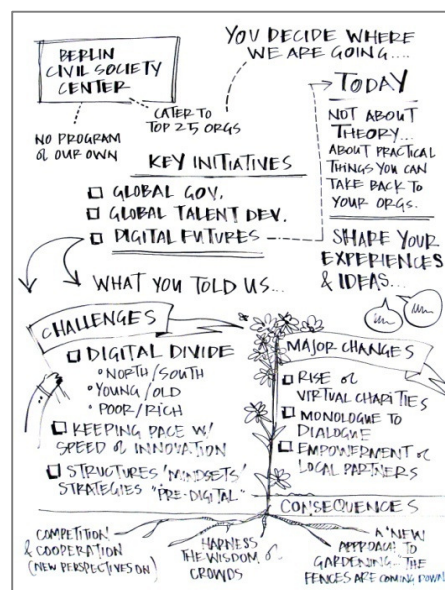 BERLIN
CIVIL SOCIETY
CENTER
NO PROGRAM
of OUR OWN
CATER TO
TOP 25 ORGS
YOU DECIDE WHERE
WE ARE GOING....
KEY INITIATIVES
GLOBAL GOV.
GLOBAL TALENT DEV.
DIGITAL FUTURES
TODAY
NOT ABOUT
THEORY...
ABOUT PRACTICAL
THINGS YOU CAN
TAKE BACK TO
YOUR ORGS.
SHARE YOUR
EXPERIENCES
& IDEAS...
WHAT YOU TOLD US...
CHALLENGES
DIGITAL DIVIDE
NORTH/SOUTH
YOUNG/OLD
POOR/RICH
KEEPING PACE W/
SPEED of INNOVATION
STRUCTURES 'MINDSETS'
STRATEGIES "PRE-DIGITAL"
MAJOR CHANGES
RISE of
VIRTUAL CHARITIES
MONOLOGUE TO
DIALOGUE
EMPOWERMENT of
LOCAL PARTNERS
CONSEQUENCES
COMPETITION
& COOPERATION
(NEW PERSPECTIVES ON)
HARNESS
THE WISDOM of
CROWDS
A NEW
APPROACH TO
GARDENING... THE
FENCES ARE COMING DOWN